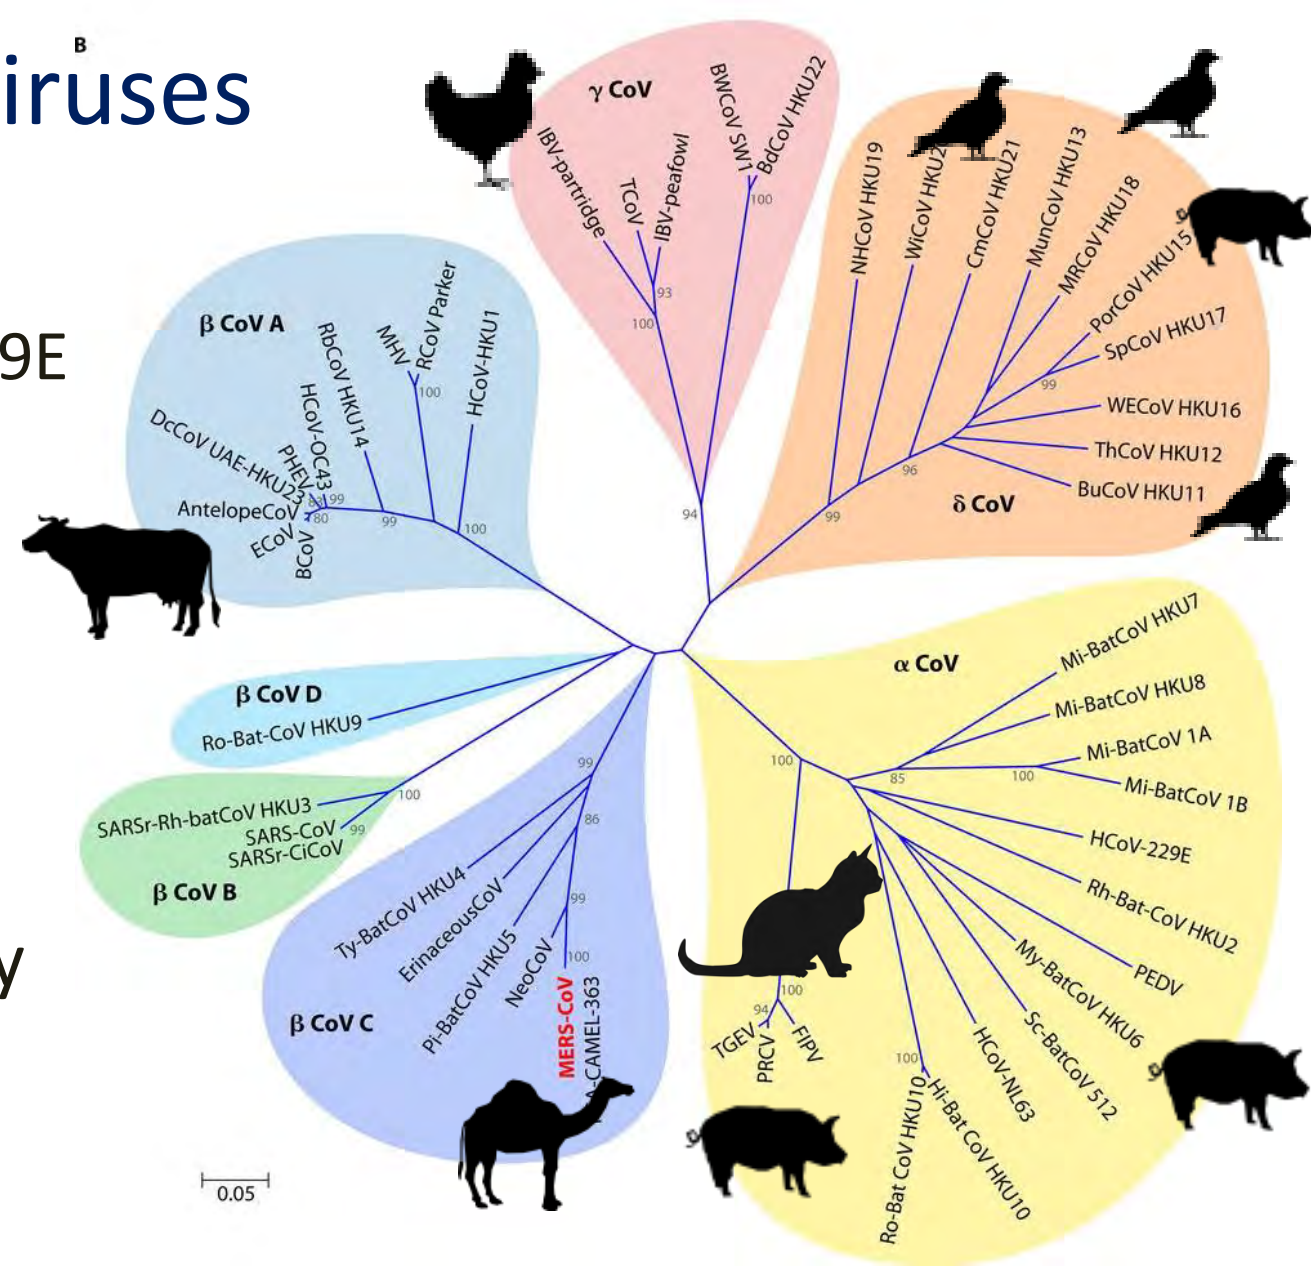 B
iruses
9E
y
γ CoV
IBV-partridge
TCoV
IBV-peafowl
BWCoV SW1
BdCoV HKU22
93
100
100
94
NHCoV HKU19
CmCoV HKU21
MunCoV HKU13
MRCoV HKU18
PorCoV HKU15
SpCoV HKU17
WECoV HKU16
ThCoV HKU12
BuCoV HKU11
99
96
99
δ CoV
β CoV A
DcCoV UAE-HKU23
PHEV
HCoV-OC43
RbCoV HKU14
MHV
RCoV Parker
HCoV-HKU1
AntelopeCoV
ECoV
BCoV
83
99
80
99
100
100
β CoV D
Ro-Bat-CoV HKU9
SARSr-Rh-batCoV HKU3
SARS-CoV
SARSr-CiCoV
100
99
β CoV B
99
86
99
100
Ty-BatCoV HKU4
ErinaceousCoV
Pi-BatCoV HKU5
NeoCoV
MERS-CoV
-CAMEL-363
β CoV C
α CoV
Mi-BatCoV HKU7
Mi-BatCoV HKU8
Mi-BatCoV 1A
Mi-BatCoV 1B
HCoV-229E
Rh-Bat-CoV HKU2
PEDV
My-BatCoV HKU6
Sc-BatCoV 512
HCoV-NL63
Hi-Bat CoV HKU10
Ro-Bat CoV HKU10
100
85
100
100
94
100
TGEV
PRCV
FIPV
0.05